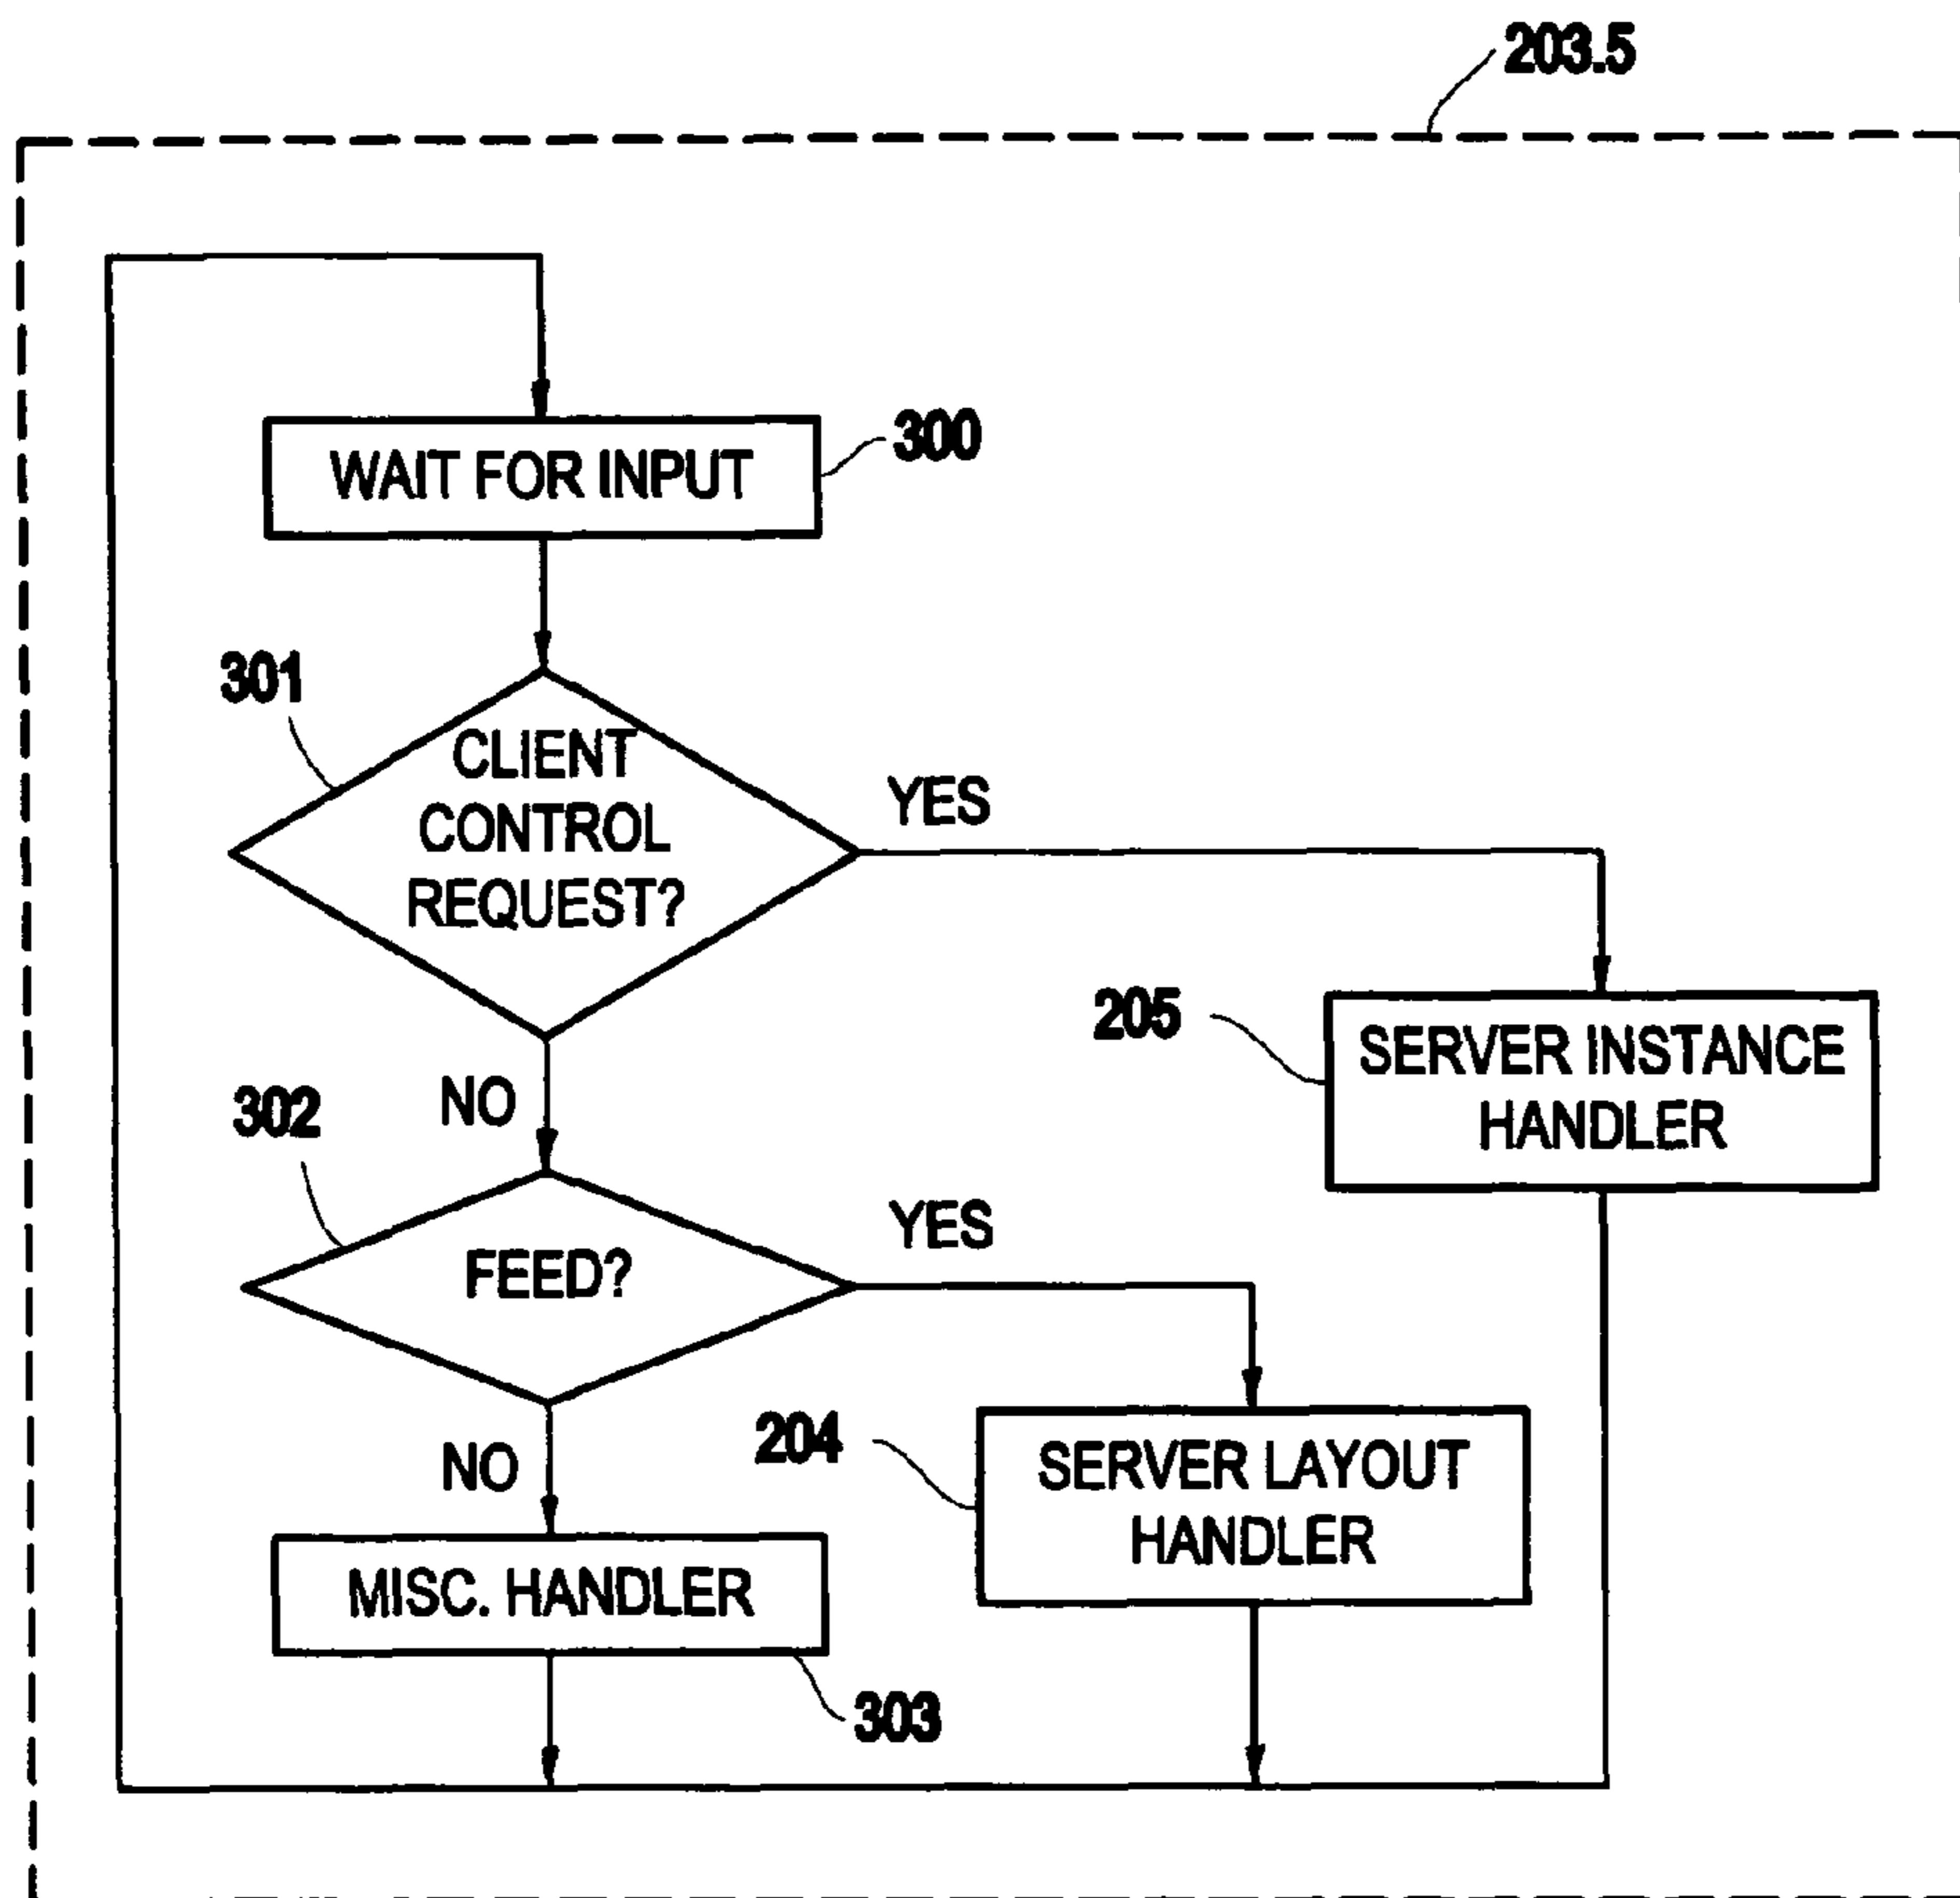 203.5
WAIT FOR INPUT
300
301
CLIENT
CONTROL
REQUEST?
YES
NO
205
SERVER INSTANCE
HANDLER
302
FEED?
YES
NO
204
SERVER LAYOUT
HANDLER
MISC. HANDLER
303